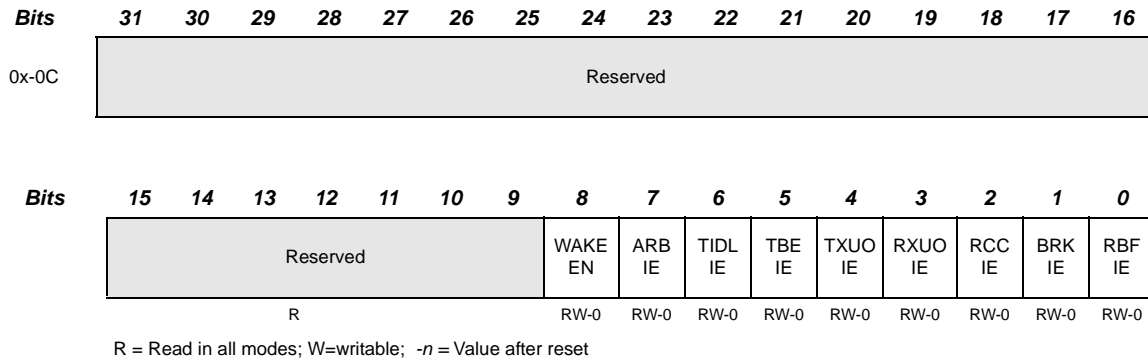 Bits 31 30 29 28 27 26 25 24 23 22 21 20 19 18 17 16
0x-0C Reserved
Bits 15 14 13 12 11 10 9 8 7 6 5 4 3 2 1 0
Reserved WAKE EN ARB IE TIDL IE TBE IE TXUO IE RXUO IE RCC IE BRK IE RBF IE
R RW-0 RW-0 RW-0 RW-0 RW-0 RW-0 RW-0 RW-0 RW-0
R = Read in all modes; W=writable; -n = Value after reset